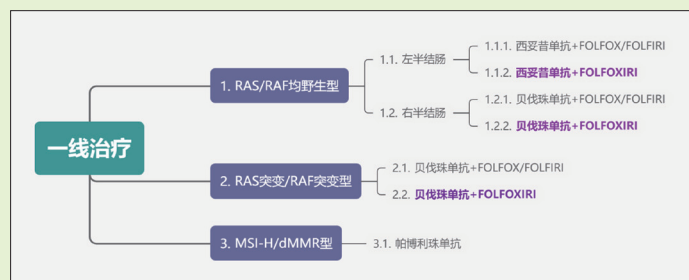 一线治疗
1. RAS/RAF均野生型
1.1. 左半结肠
1.1.1. 西妥昔单抗+FOLFOX/FOLFIRI
1.1.2. 西妥昔单抗+FOLFOXIRI
1.2. 右半结肠
1.2.1. 贝伐珠单抗+FOLFOX/FOLFIRI
1.2.2. 贝伐珠单抗+FOLFOXIRI
2. RAS突变/RAF突变型
2.1. 贝伐珠单抗+FOLFOX/FOLFIRI
2.2. 贝伐珠单抗+FOLFOXIRI
3. MSI-H/dMMR型
3.1. 帕博利珠单抗